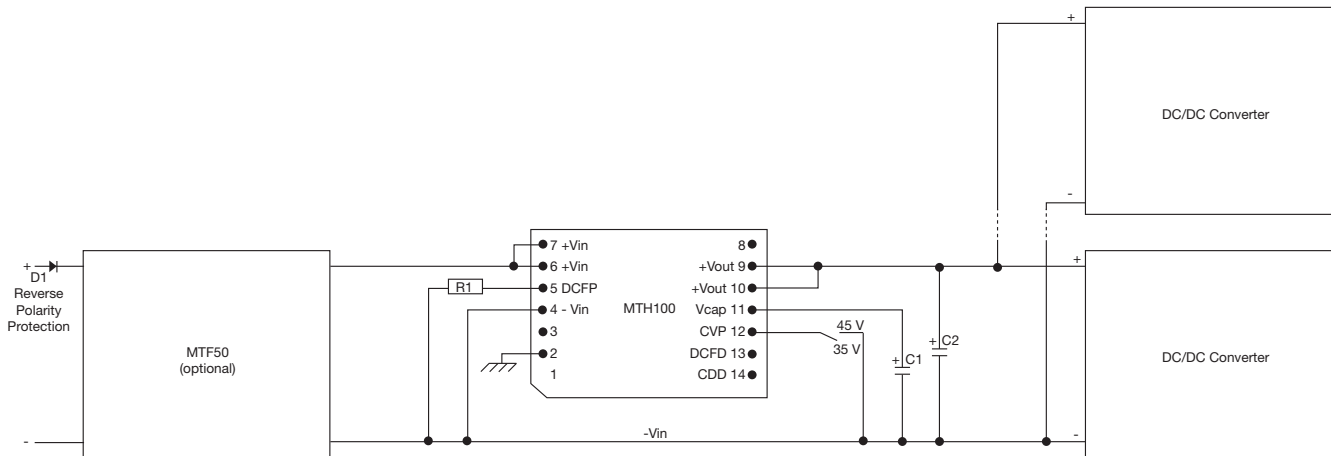 +
DC/DC Converter
-
+
D1
Reverse
Polarity
Protection
-
MTF50
(optional)
R1
7 +Vin
6 +Vin
5 DCFP
4 - Vin
3
2
1
MTH100
8
+Vout 9
+Vout 10
Vcap 11
CVP 12
DCFD 13
CDD 14
45 V
35 V
+ C1
+ C2
-Vin
+
DC/DC Converter
-